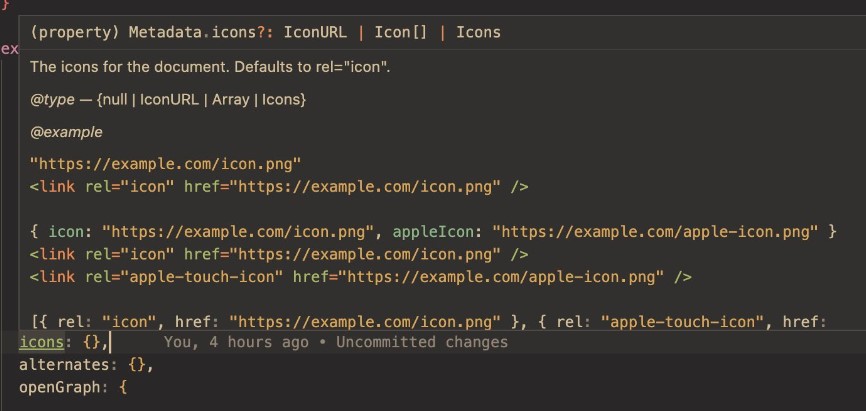 }
(property) Metadata.icons?: IconURL | Icon[] | Icons
ex
The icons for the document. Defaults to rel="icon".
@type — {null | IconURL | Array | Icons}
@example
"https://example.com/icon.png"
<link rel="icon" href="https://example.com/icon.png" />
{ icon: "https://example.com/icon.png", appleIcon: "https://example.com/apple-icon.png" }
<link rel="icon" href="https://example.com/icon.png" />
<link rel="apple-touch-icon" href="https://example.com/apple-icon.png" />
[{ rel: "icon", href: "https://example.com/icon.png" }, { rel: "apple-touch-icon", href:
icons: {}, You, 4 hours ago • Uncommitted changes
alternates: {},
openGraph: {